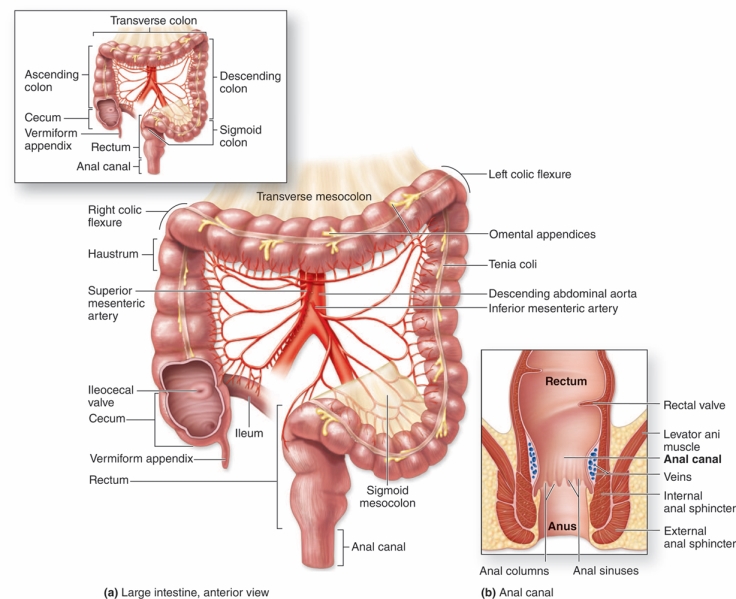 Transverse colon
Ascending
colon
Descending
colon
Cecum
Vermiform
appendix
Sigmoid
colon
Rectum
Anal canal
Left colic flexure
Transverse mesocolon
Right colic
flexure
Omental appendices
Haustrum
Tenia coli
Superior
mesenteric
artery
Descending abdominal aorta
Inferior mesenteric artery
Ileocecal
valve
Cecum
Ileum
Vermiform appendix
Rectum
Sigmoid
mesocolon
Anal canal
(a) Large intestine, anterior view
Rectum
Rectal valve
Levator ani
muscle
Anal canal
Veins
Internal
anal sphincter
Anus
External
anal sphincter
Anal columns
Anal sinuses
(b) Anal canal